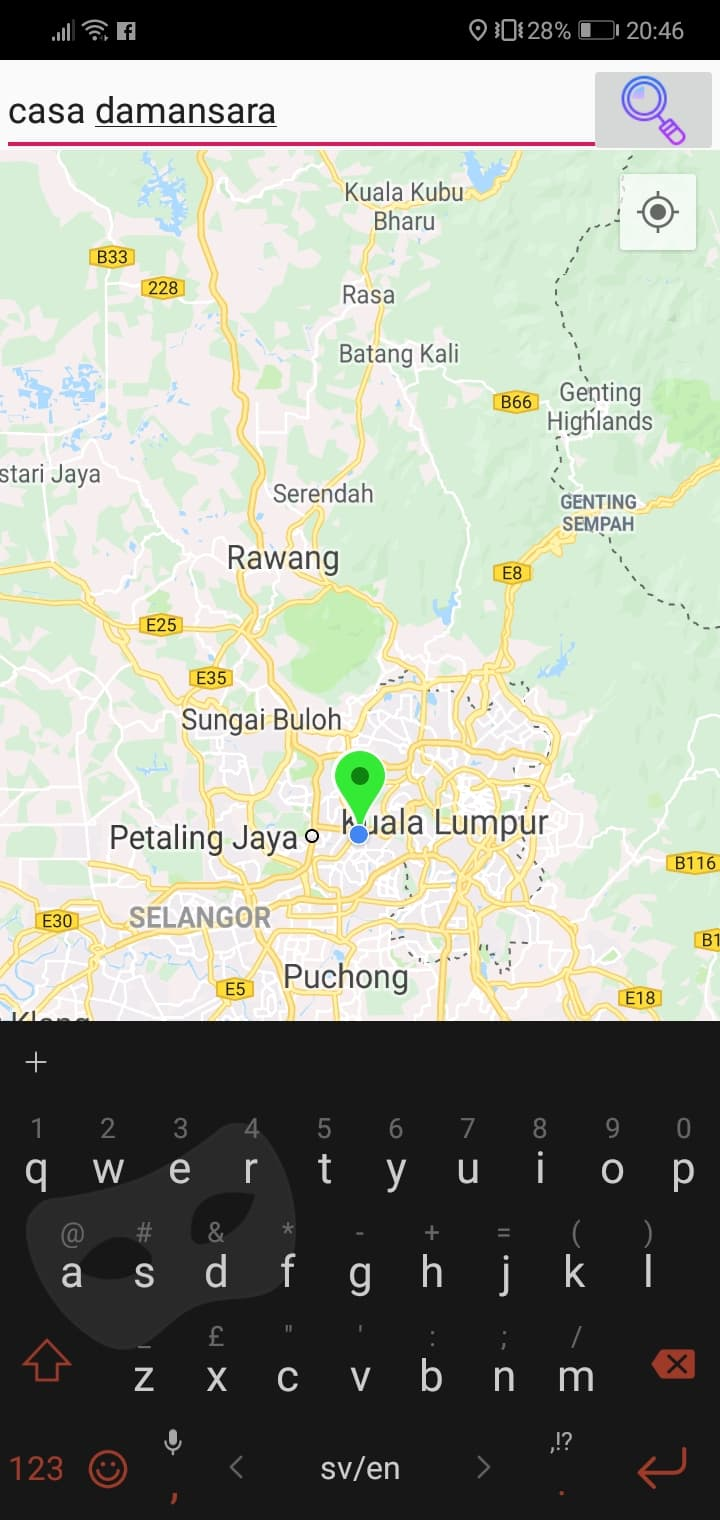 28% 20:46
casa damansara
Kuala Kubu
Bharu
B33
228
Rasa
Batang Kali
B66
Genting
Highlands
stari Jaya
Serendah
GENTING
SEMPAH
Rawang
E8
E25
E35
Sungai Buloh
Kuala Lumpur
Petaling Jaya
B116
E30
SELANGOR
B1
Puchong
E5
E18
Klang
+
1 2 3 4 5 6 7 8 9 0
q w e r t y u i o p
@ # & * - + = ( )
a s d f g h j k l
_ £ " ' : ; /
z x c v b n m
,!?
123 , < sv/en > .